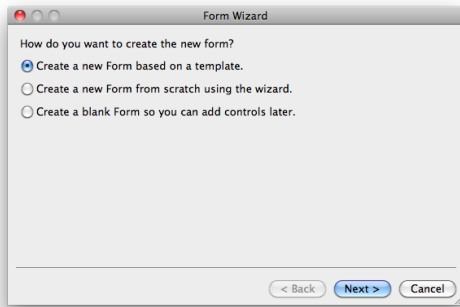 Form Wizard
How do you want to create the new form?
Create a new Form based on a template.
Create a new Form from scratch using the wizard.
Create a blank Form so you can add controls later.
< Back Next > Cancel